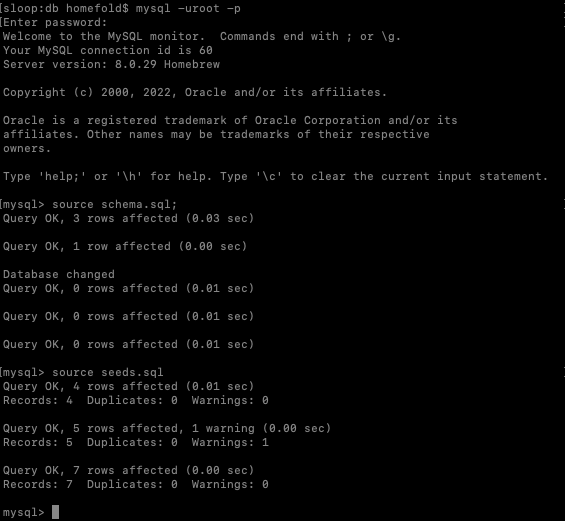 [sloop:db homefold$ mysql -uroot -p
[Enter password:
Welcome to the MySQL monitor.  Commands end with ; or \g.
Your MySQL connection id is 60
Server version: 8.0.29 Homebrew
Copyright (c) 2000, 2022, Oracle and/or its affiliates.
Oracle is a registered trademark of Oracle Corporation and/or its
affiliates. Other names may be trademarks of their respective
owners.
Type 'help;' or '\h' for help. Type '\c' to clear the current input statement.
[mysql> source schema.sql;
Query OK, 3 rows affected (0.03 sec)
Query OK, 1 row affected (0.00 sec)
Database changed
Query OK, 0 rows affected (0.01 sec)
Query OK, 0 rows affected (0.01 sec)
Query OK, 0 rows affected (0.01 sec)
[mysql> source seeds.sql
Query OK, 4 rows affected (0.01 sec)
Records: 4  Duplicates: 0  Warnings: 0
Query OK, 5 rows affected, 1 warning (0.00 sec)
Records: 5  Duplicates: 0  Warnings: 1
Query OK, 7 rows affected (0.00 sec)
Records: 7  Duplicates: 0  Warnings: 0
mysql>